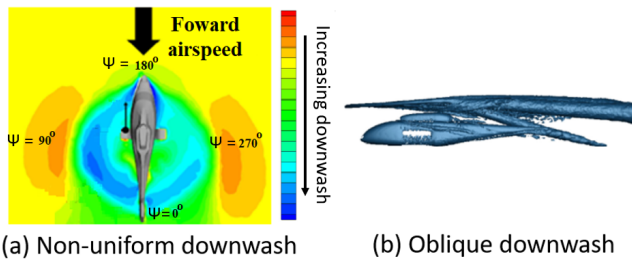 Foward
airspeed
Ψ = 180°
Ψ = 90°
Ψ = 270°
Ψ=0°
Increasing downwash
(a) Non-uniform downwash
(b) Oblique downwash